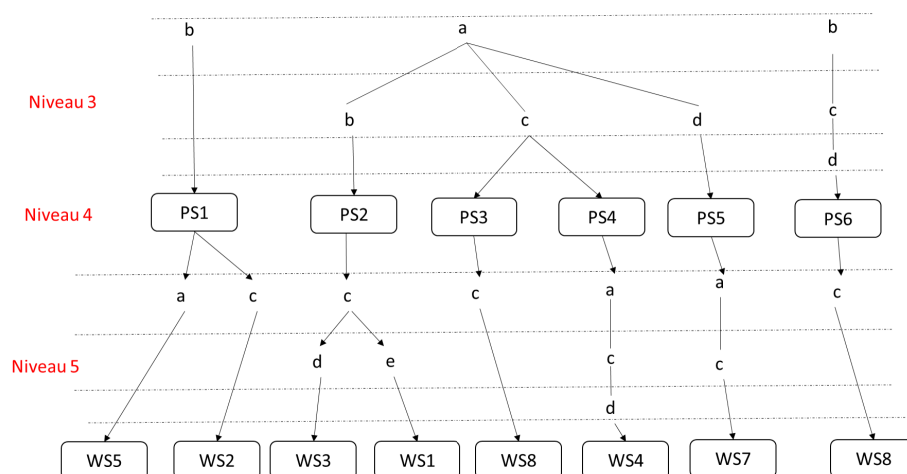 b a b
Niveau 3
b c d c
d
Niveau 4
PS1 PS2 PS3 PS4 PS5 PS6
a c c c a a c
Niveau 5
d e c c
d
WS5 WS2 WS3 WS1 WS8 WS4 WS7 WS8